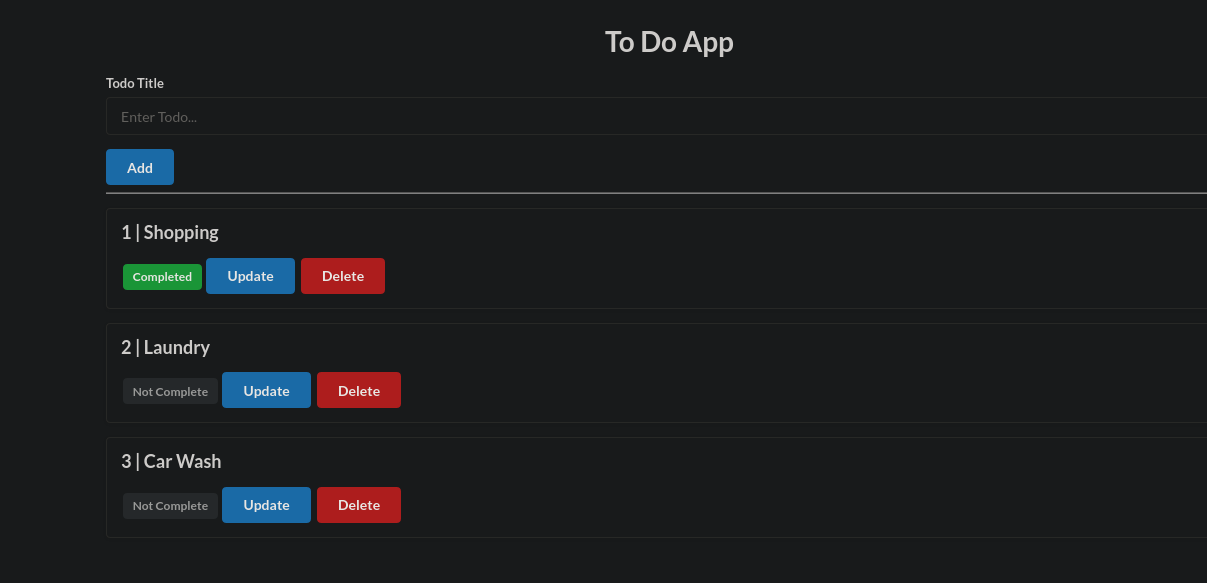 To Do App
Todo Title
Enter Todo...
Add
1 | Shopping
Completed Update Delete
2 | Laundry
Not Complete Update Delete
3 | Car Wash
Not Complete Update Delete